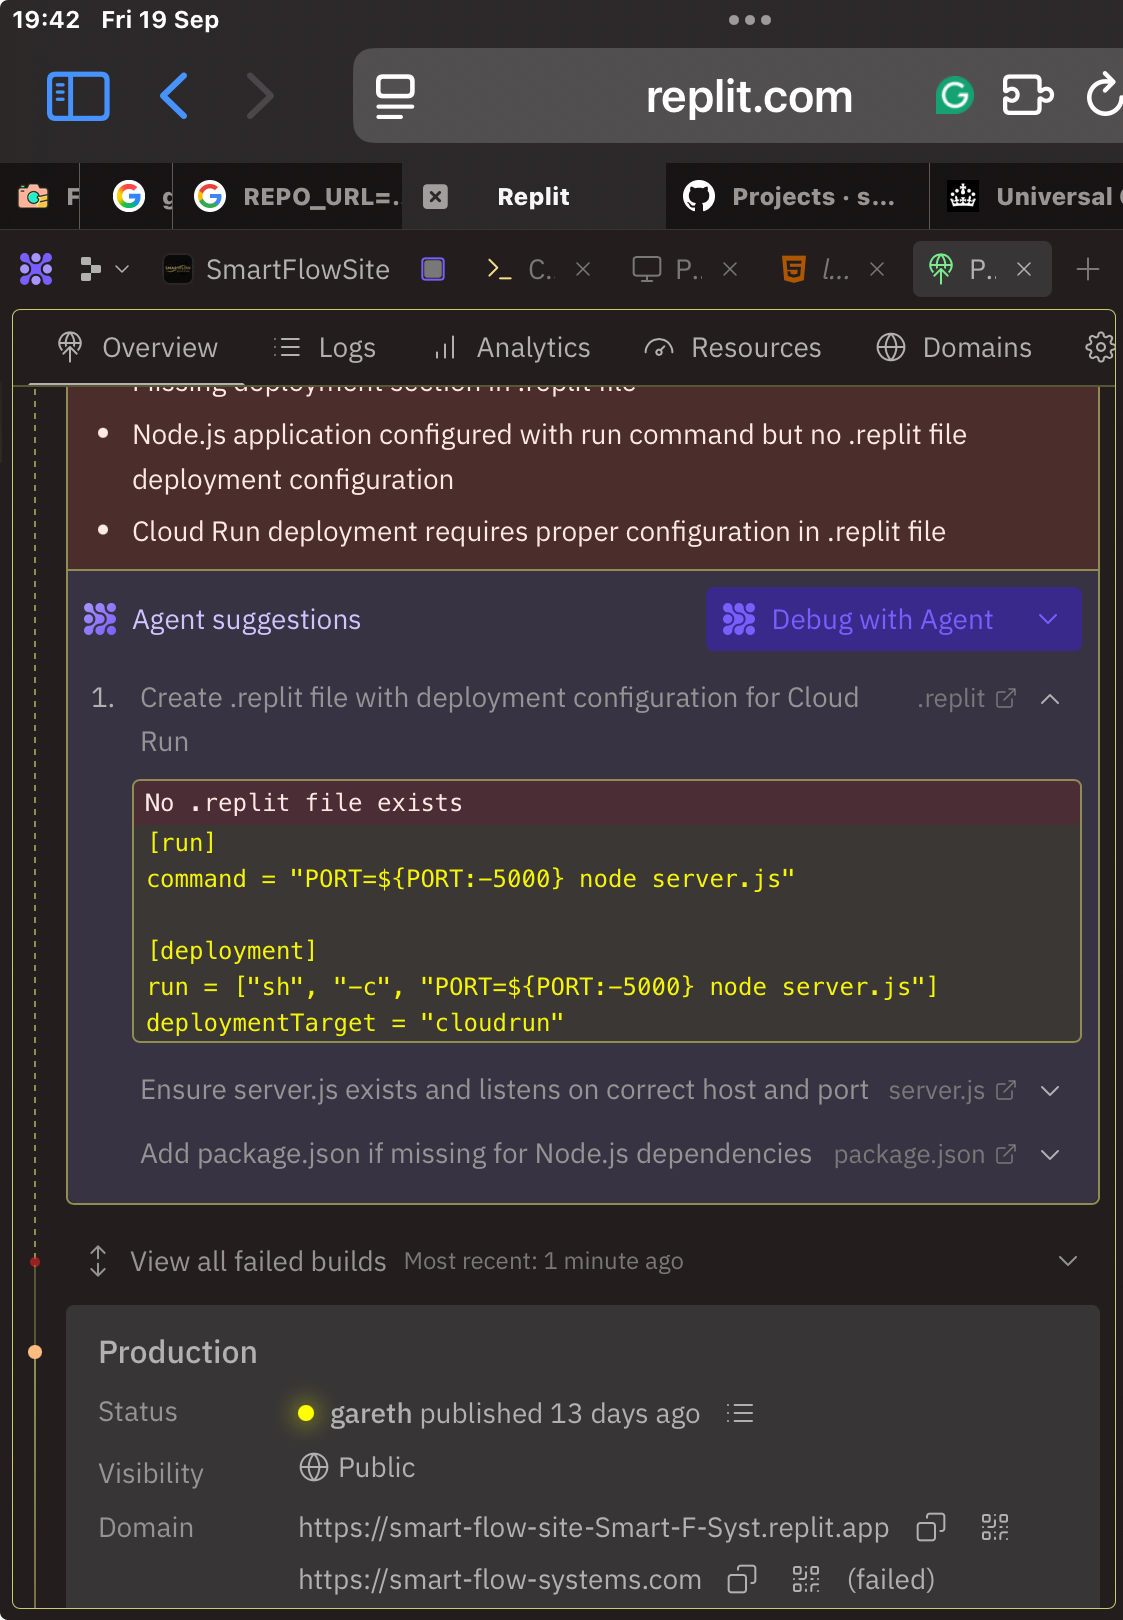 19:42 Fri 19 Sep
replit.com
F
g
REPO_URL=...
Replit
Projects · s...
Universal
SmartFlowSite
C..
P..
l...
P..
Overview
Logs
Analytics
Resources
Domains
Missing deployment section in .replit file
Node.js application configured with run command but no .replit file
deployment configuration
Cloud Run deployment requires proper configuration in .replit file
Agent suggestions
Debug with Agent
1. Create .replit file with deployment configuration for Cloud
Run
.replit
No .replit file exists
[run]
command = "PORT=${PORT:-5000} node server.js"
[deployment]
run = ["sh", "-c", "PORT=${PORT:-5000} node server.js"]
deploymentTarget = "cloudrun"
Ensure server.js exists and listens on correct host and port server.js
Add package.json if missing for Node.js dependencies package.json
View all failed builds Most recent: 1 minute ago
Production
Status gareth published 13 days ago
Visibility Public
Domain https://smart-flow-site-Smart-F-Syst.replit.app
https://smart-flow-systems.com (failed)